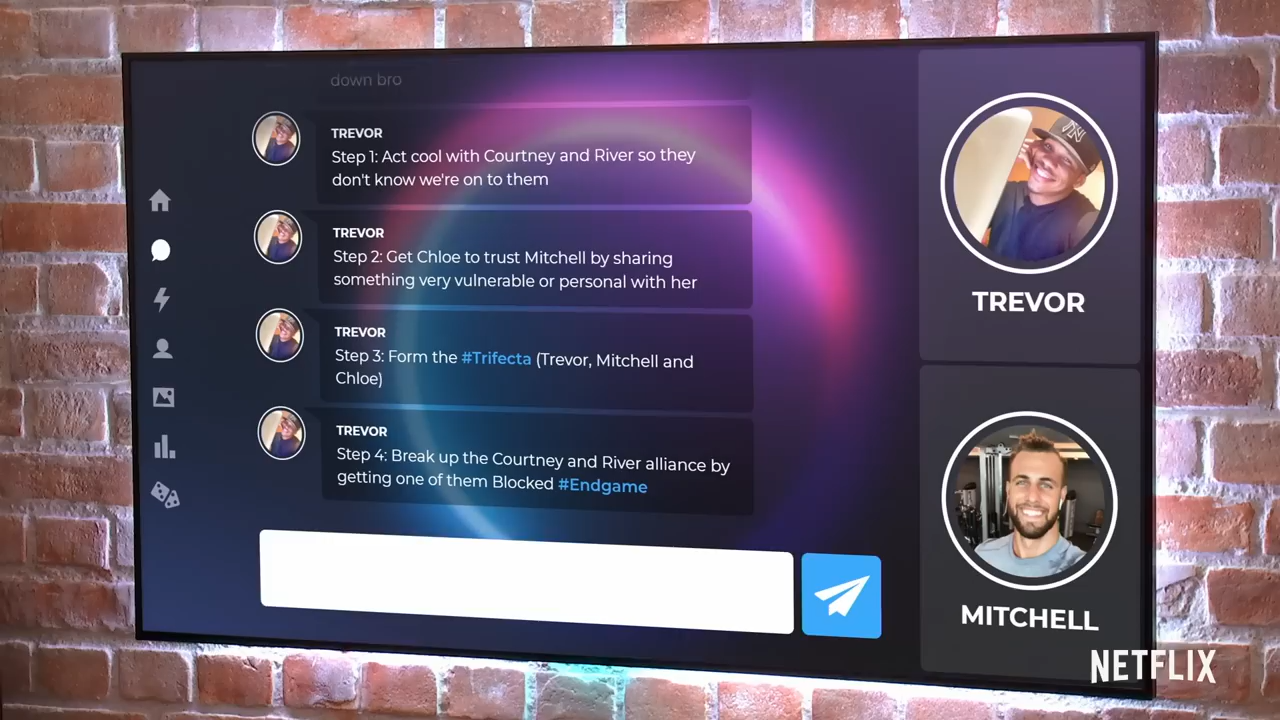 down bro
TREVOR
Step 1: Act cool with Courtney and River so they
don't know we're on to them
TREVOR
Step 2: Get Chloe to trust Mitchell by sharing
something very vulnerable or personal with her
TREVOR
Step 3: Form the #Trifecta (Trevor, Mitchell and
Chloe)
TREVOR
Step 4: Break up the Courtney and River alliance by
getting one of them Blocked #Endgame
TREVOR
MITCHELL
NETFLIX